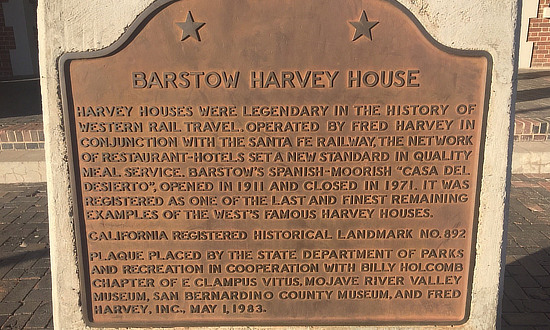 BARSTOW HARVEY HOUSE
HARVEY HOUSES WERE LEGENDARY IN THE HISTORY OF
WESTERN RAIL TRAVEL. OPERATED BY FRED HARVEY IN
CONJUNCTION WITH THE SANTA FE RAILWAY, THE NETWORK
OF RESTAURANT-HOTELS SET A NEW STANDARD IN QUALITY
MEAL SERVICE. BARSTOW'S SPANISH-MOORISH "CASA DEL
DESIERTO", OPENED IN 1911 AND CLOSED IN 1971. IT WAS
REGISTERED AS ONE OF THE LAST AND FINEST REMAINING
EXAMPLES OF THE WEST'S FAMOUS HARVEY HOUSES.
CALIFORNIA REGISTERED HISTORICAL LANDMARK NO. 892
PLAQUE PLACED BY THE STATE DEPARTMENT OF PARKS
AND RECREATION IN COOPERATION WITH BILLY HOLCOMB
CHAPTER OF E CLAMPUS VITUS, MOJAVE RIVER VALLEY
MUSEUM, SAN BERNARDINO COUNTY MUSEUM, AND FRED
HARVEY, INC., MAY 1, 1983.